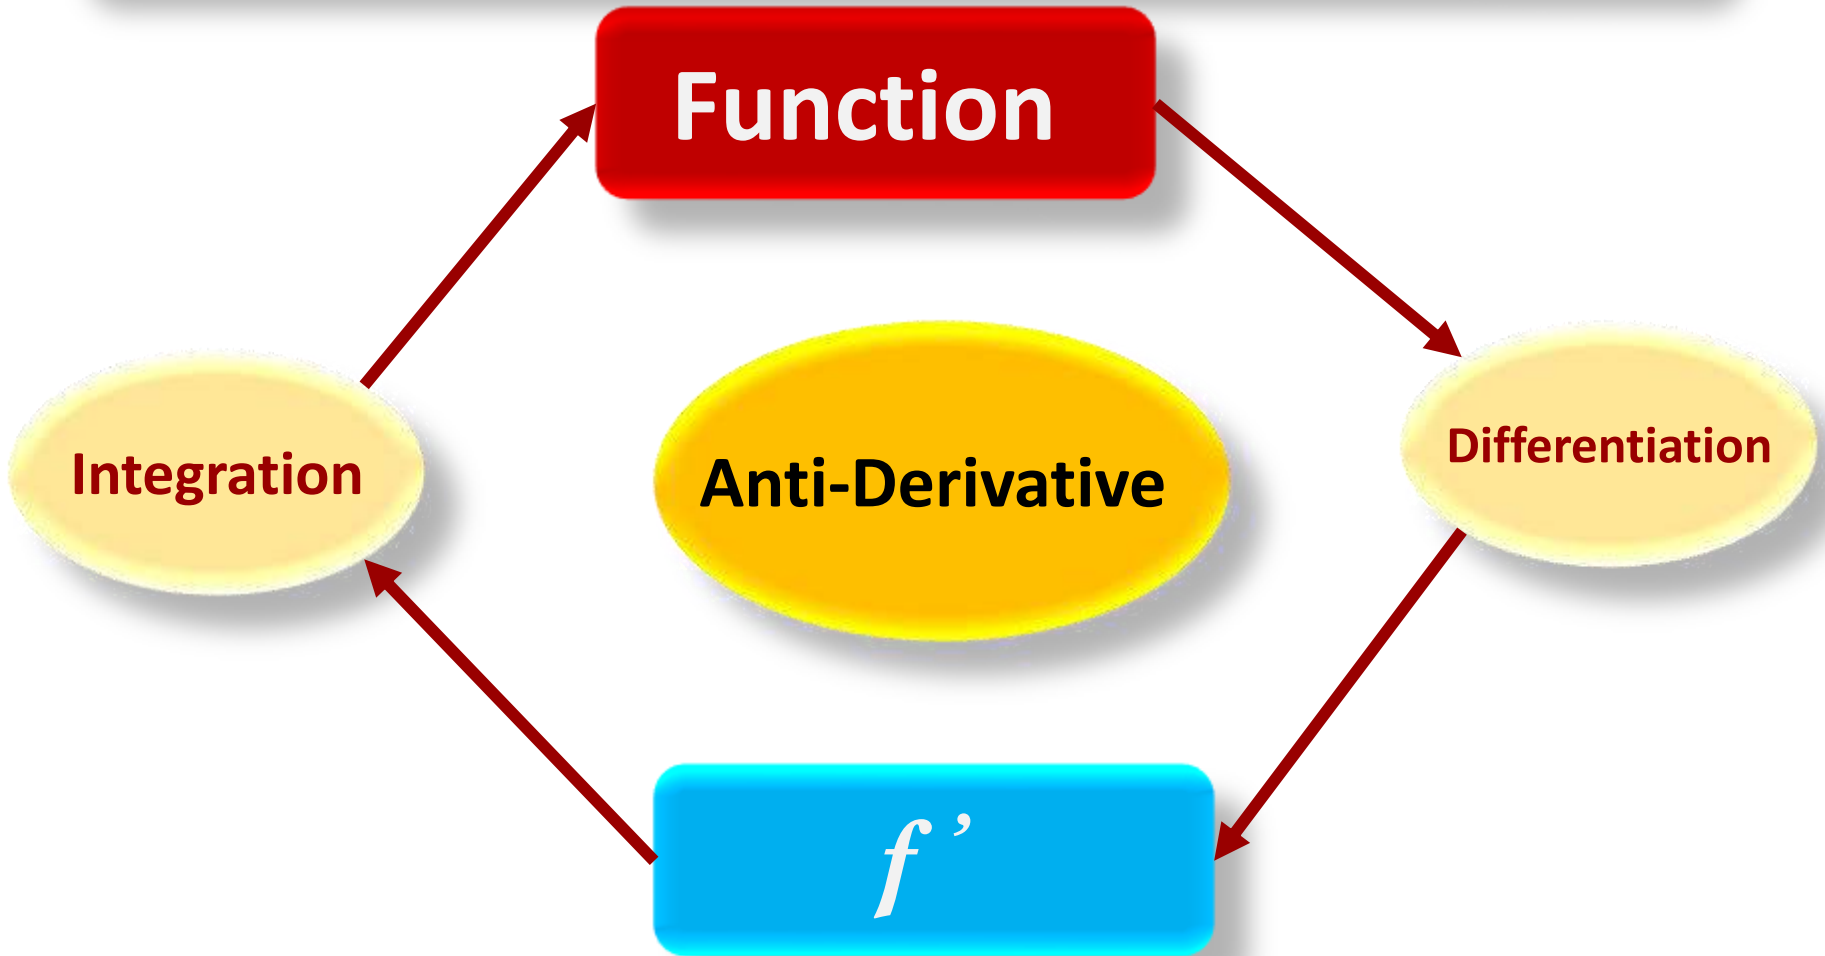 Function
Differentiation
Integration
Anti-Derivative
f ’